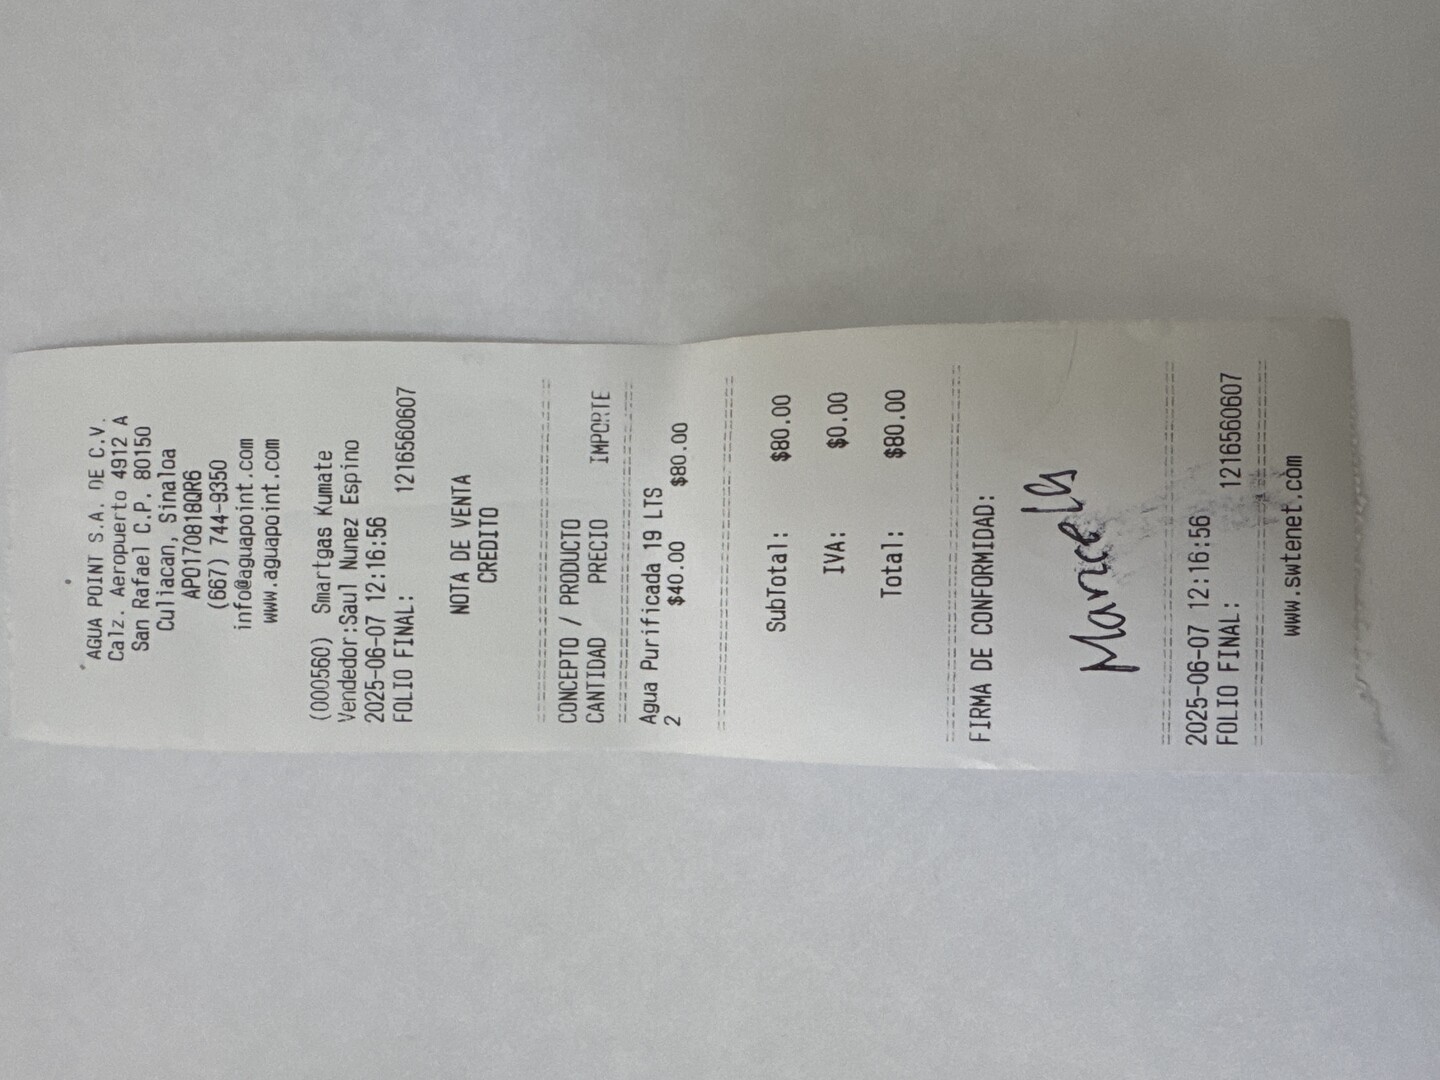 AGUA POINT S.A. DE C.V.
Calz. Aeropuerto 4912 A
San Rafael C.P. 80150
Culiacan, Sinaloa
APO170818QR6
(667) 744-9350
info@aguapoint.com
www.aguapoint.com
(000560) Smartgas Kumate
Vendedor:Saul Nunez Espino
2025-06-07 12:16:56
FOLIO FINAL: 1216560607
NOTA DE VENTA
CREDITO
CONCEPTO / PRODUCTO
CANTIDAD PRECIO IMPORTE
Agua Purificada 19 LTS
2 $40.00 $80.00
SubTotal: $80.00
IVA: $0.00
Total: $80.00
FIRMA DE CONFORMIDAD:
2025-06-07 12:16:56
FOLIO FINAL: 1216560607
www.swtenet.com